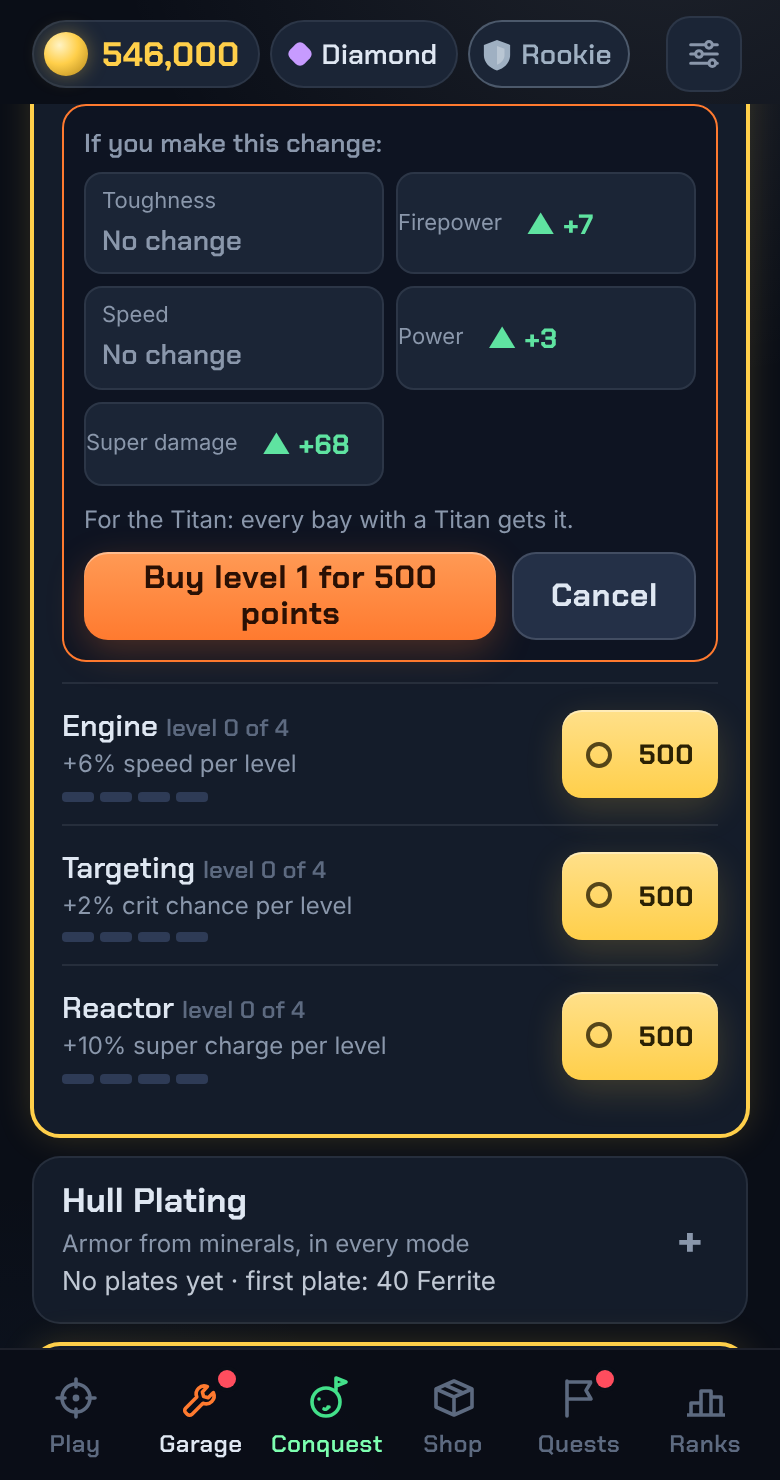 546,000
Diamond
Rookie
If you make this change:
Toughness
No change
Firepower ▲ +7
Speed
No change
Power ▲ +3
Super damage ▲ +68
For the Titan: every bay with a Titan gets it.
Buy level 1 for 500
points
Cancel
Engine level 0 of 4
+6% speed per level
500
Targeting level 0 of 4
+2% crit chance per level
500
Reactor level 0 of 4
+10% super charge per level
500
Hull Plating
Armor from minerals, in every mode
No plates yet · first plate: 40 Ferrite
+
Play
Garage
Conquest
Shop
Quests
Ranks